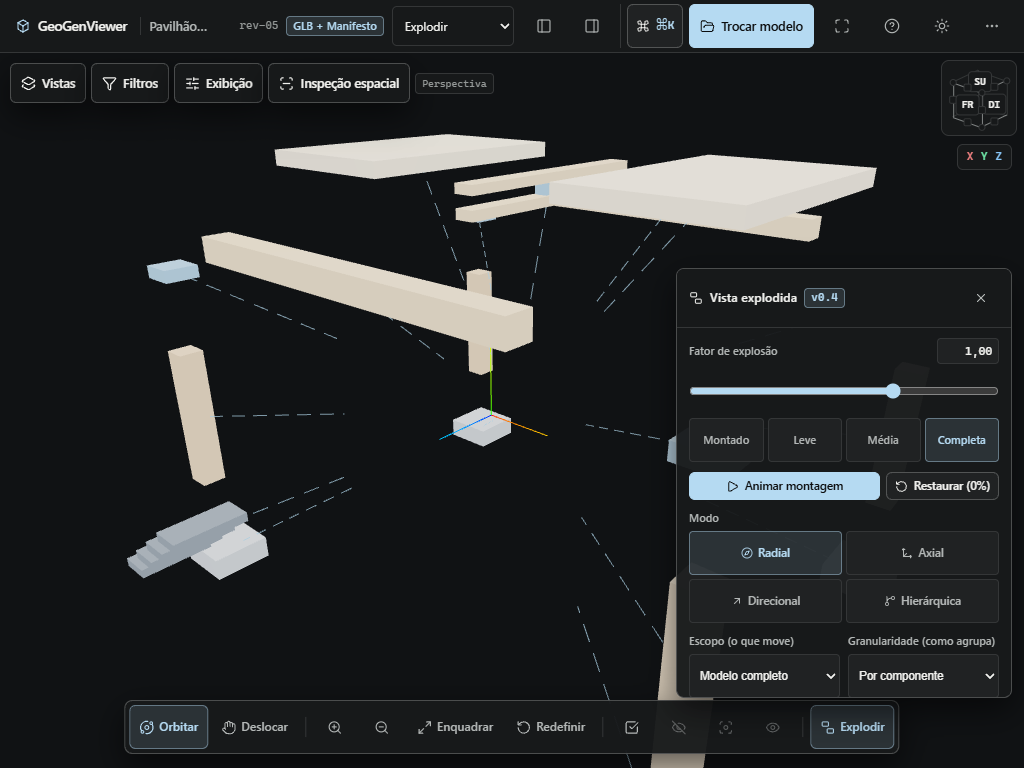 GeoGenViewer Pavilhão... rev-05 GLB + Manifesto Explodir ⌘ ⌘K Trocar modelo
Vistas Filtros Exibição Inspeção espacial Perspectiva
SU
FR DI
X Y Z
Vista explodida v0.4
Fator de explosão 1,00
Montado Leve Média Completa
Animar montagem Restaurar (0%)
Modo
Radial Axial
Direcional Hierárquica
Escopo (o que move) Granularidade (como agrupa)
Modelo completo Por componente
Orbitar Deslocar Enquadrar Redefinir Explodir